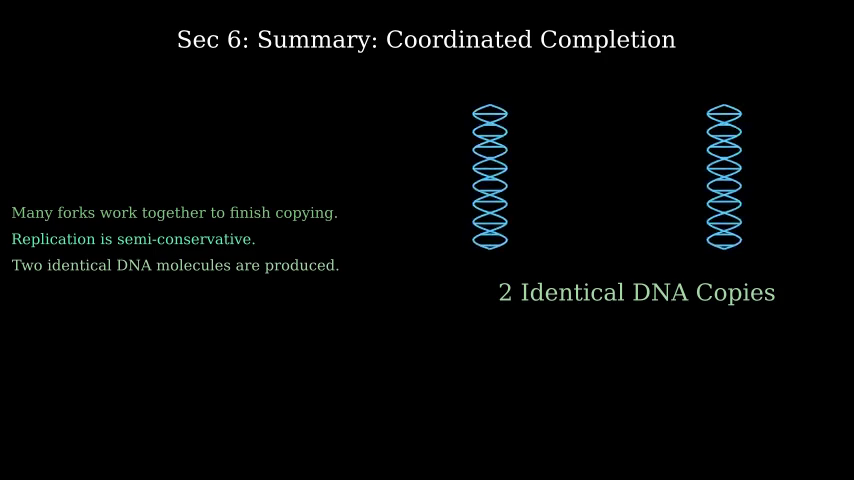 Sec 6: Summary: Coordinated Completion
Many forks work together to finish copying.
Replication is semi-conservative.
Two identical DNA molecules are produced.
2 Identical DNA Copies